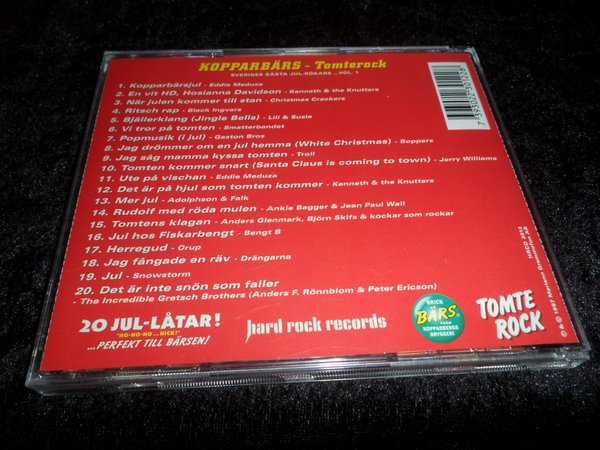 KOPPARBÄRS - Tomterock
SVERIGES BÄSTA JUL-RÖKARE ...VOL. 1
1. Kopparbärsjul - Eddie Meduza
2. En vit HD, Hosianna Davidson - Kenneth & the Knutters
3. När julen kommer till stan - Christmas Crackers
4. Ritsch rap - Black Ingvars
5. Bjällerklang (Jingle Bells) - Lili & Susie
6. Vi tror på tomten - Smatterbandet
7. Popmusik (i jul) - Gaston Bros
8. Jag drömmer om en jul hemma (White Christmas) - Soppers
9. Jag såg mamma kyssa tomten - Troll
10. Tomten kommer snart (Santa Claus is coming to town) - Jerry Williams
11. Ute på vischan - Eddie Meduza
12. Det är på hjul som tomten kommer - Kenneth & the Knutters
13. Mer jul - Adolphson & Falk
14. Rudolf med röda mulen - Ankie Bagger & Jean Paul Wall
15. Tomtens klagan - Anders Glenmark, Björn Skifs & kockar som rockar
16. Jul hos Fiskarbengt - Bengt B
17. Herregud - Orup
18. Jag fångade en räv - Drängarna
19. Jul - Snowstorm
20. Det är inte snön som faller
- The Incredible Gretsch Brothers (Anders F. Rönnblom & Peter Ericson)
20 JUL-LÅTAR!
"HO-HO-HO ...HICK!"
...PERFEKT TILL BÄRSEN!
hard rock records
DRICK
BÄRS.
FRÅN
KOPPARBERGS
BRYGGERI
TOMTE
ROCK